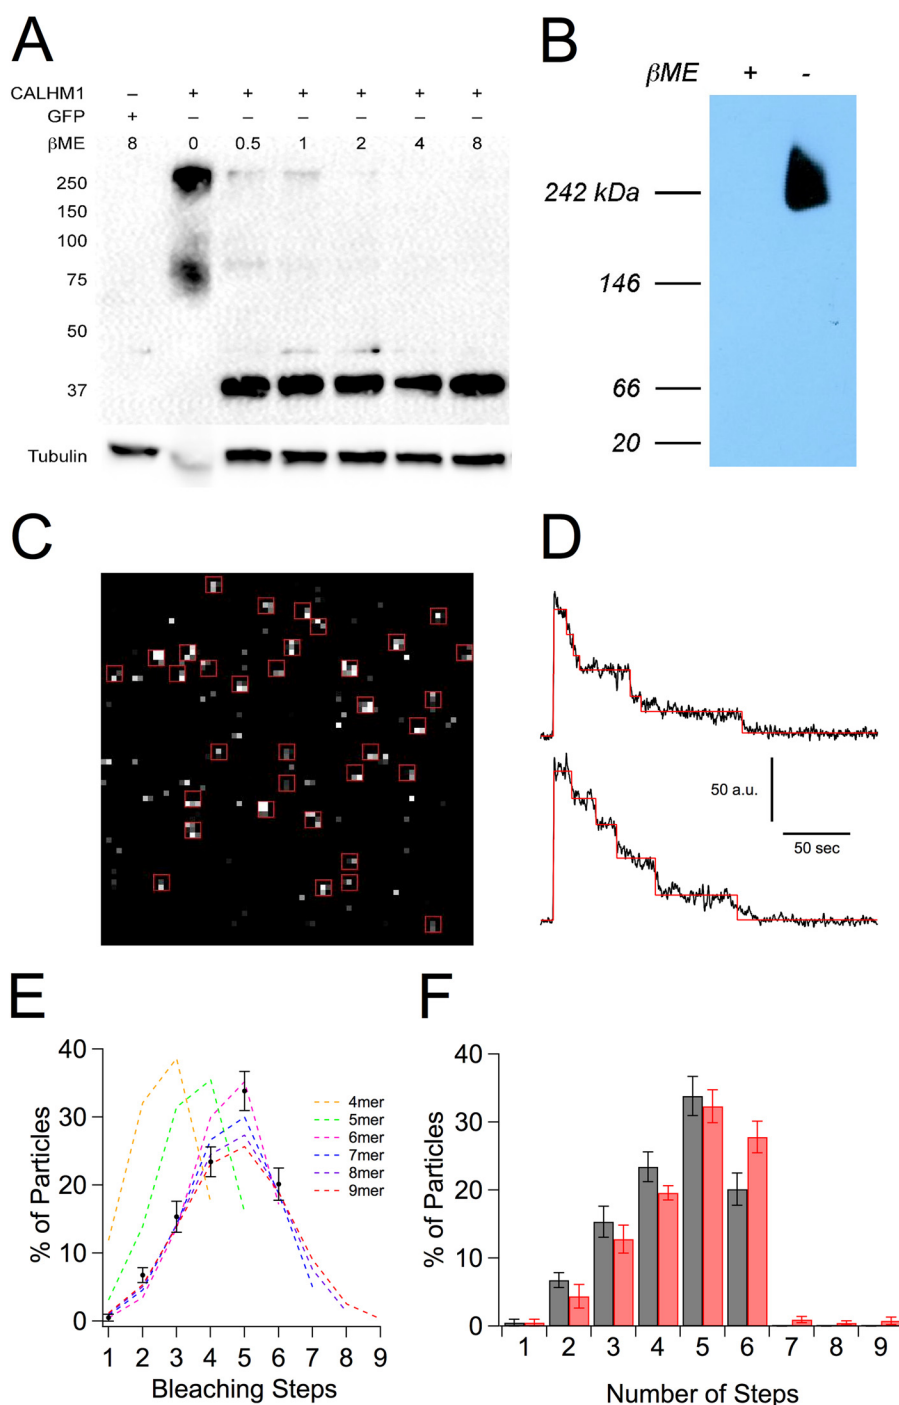 A
CALHM1 – + + + + + +
GFP + – – – – – –
βME 8 0 0.5 1 2 4 8
250
150
100
75
50
37
Tubulin
B
βME + -
242 kDa
146
66
20
C
D
50 a.u.
50 sec
E
% of Particles
40
30
20
10
0
1 2 3 4 5 6 7 8 9
Bleaching Steps
4mer
5mer
6mer
7mer
8mer
9mer
F
% of Particles
40
30
20
10
0
1 2 3 4 5 6 7 8 9
Number of Steps